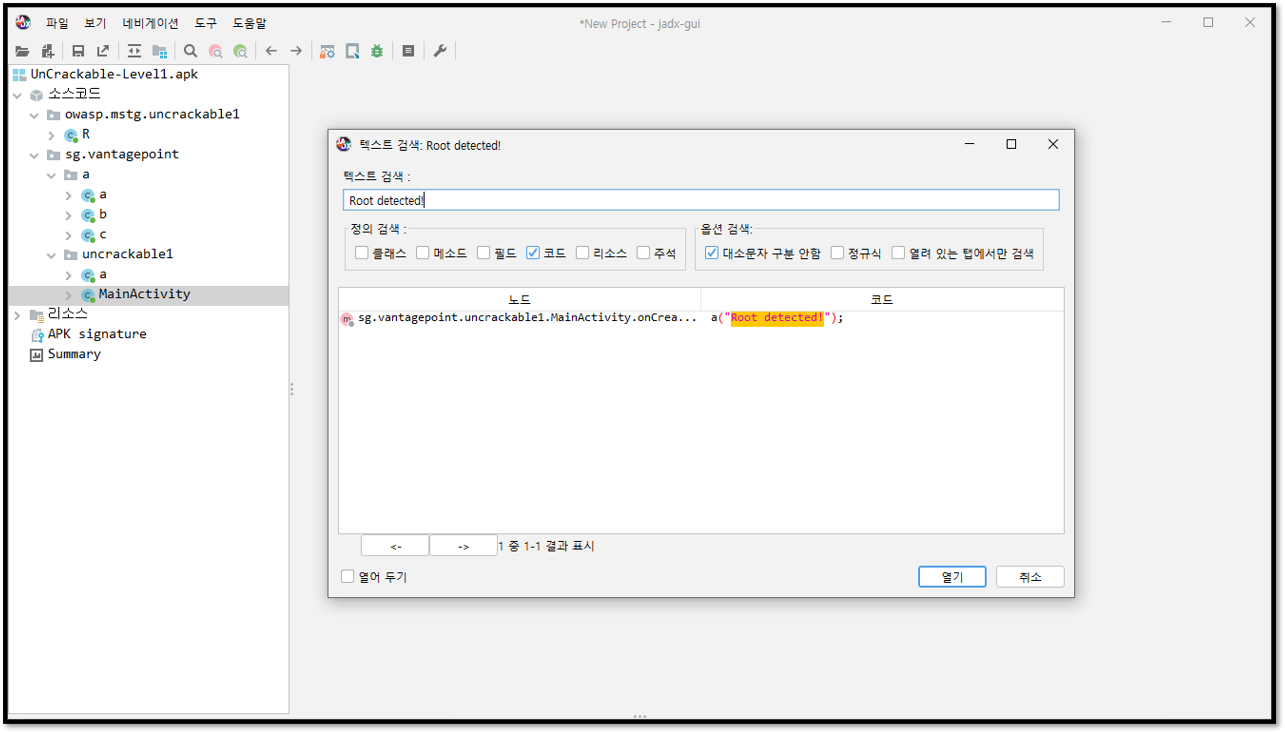 파일 보기 네비게이션 도구 도움말
*New Project - jadx-gui
UnCrackable-Level1.apk
소스코드
owasp.mstg.uncrackable1
R
sg.vantagepoint
a
a
b
c
uncrackable1
a
MainActivity
리소스
APK signature
Summary
텍스트 검색: Root detected!
텍스트 검색 :
Root detected!
정의 검색 :
클래스 메소드 필드 코드 리소스 주석
옵션 검색:
대소문자 구분 안함 정규식 열려 있는 탭에서만 검색
노드 코드
sg.vantagepoint.uncrackable1.MainActivity.onCrea... a("Root detected!");
<- -> 1 중 1-1 결과 표시
열어 두기
열기 취소